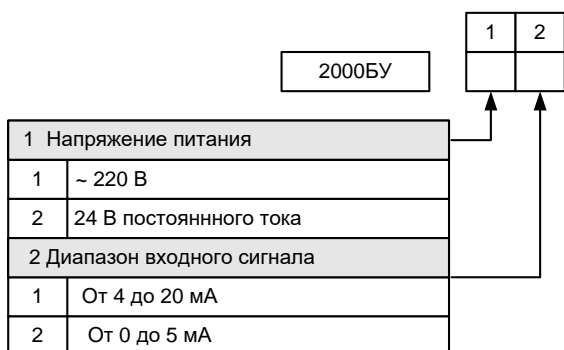 1 2
2000БУ
1 Напряжение питания
1 ~ 220 В
2 24 В постояннного тока
2 Диапазон входного сигнала
1 От 4 до 20 мА
2 От 0 до 5 мА